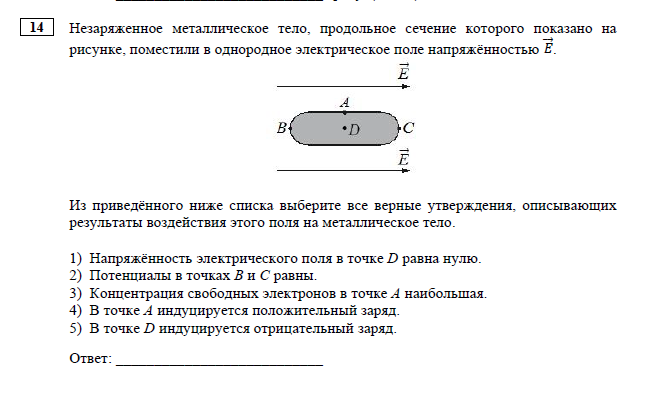 14 Незаряженное металлическое тело, продольное сечение которого показано на
рисунке, поместили в однородное электрическое поле напряжённостью E⃗.
E⃗
A
B D C
E⃗
Из приведённого ниже списка выберите все верные утверждения, описывающих
результаты воздействия этого поля на металлическое тело.
1) Напряжённость электрического поля в точке D равна нулю.
2) Потенциалы в точках B и C равны.
3) Концентрация свободных электронов в точке A наибольшая.
4) В точке A индуцируется положительный заряд.
5) В точке D индуцируется отрицательный заряд.
Ответ: ___________________________